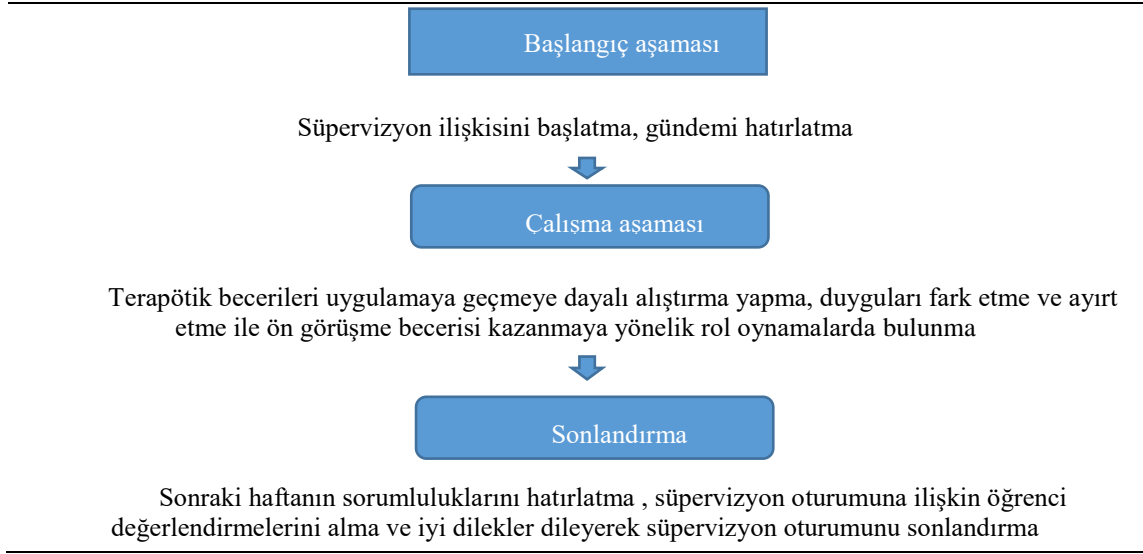 Başlangıç aşaması
Süpervizyon ilişkisini başlatma, gündemi hatırlatma
Çalışma aşaması
Terapötik becerileri uygulamaya geçmeye dayalı alıştırma yapma, duyguları fark etme ve ayırt
etme ile ön görüşme becerisi kazanmaya yönelik rol oynamalarda bulunma
Sonlandırma
Sonraki haftanın sorumluluklarını hatırlatma , süpervizyon oturumuna ilişkin öğrenci
değerlendirmelerini alma ve iyi dilekler dileyerek süpervizyon oturumunu sonlandırma